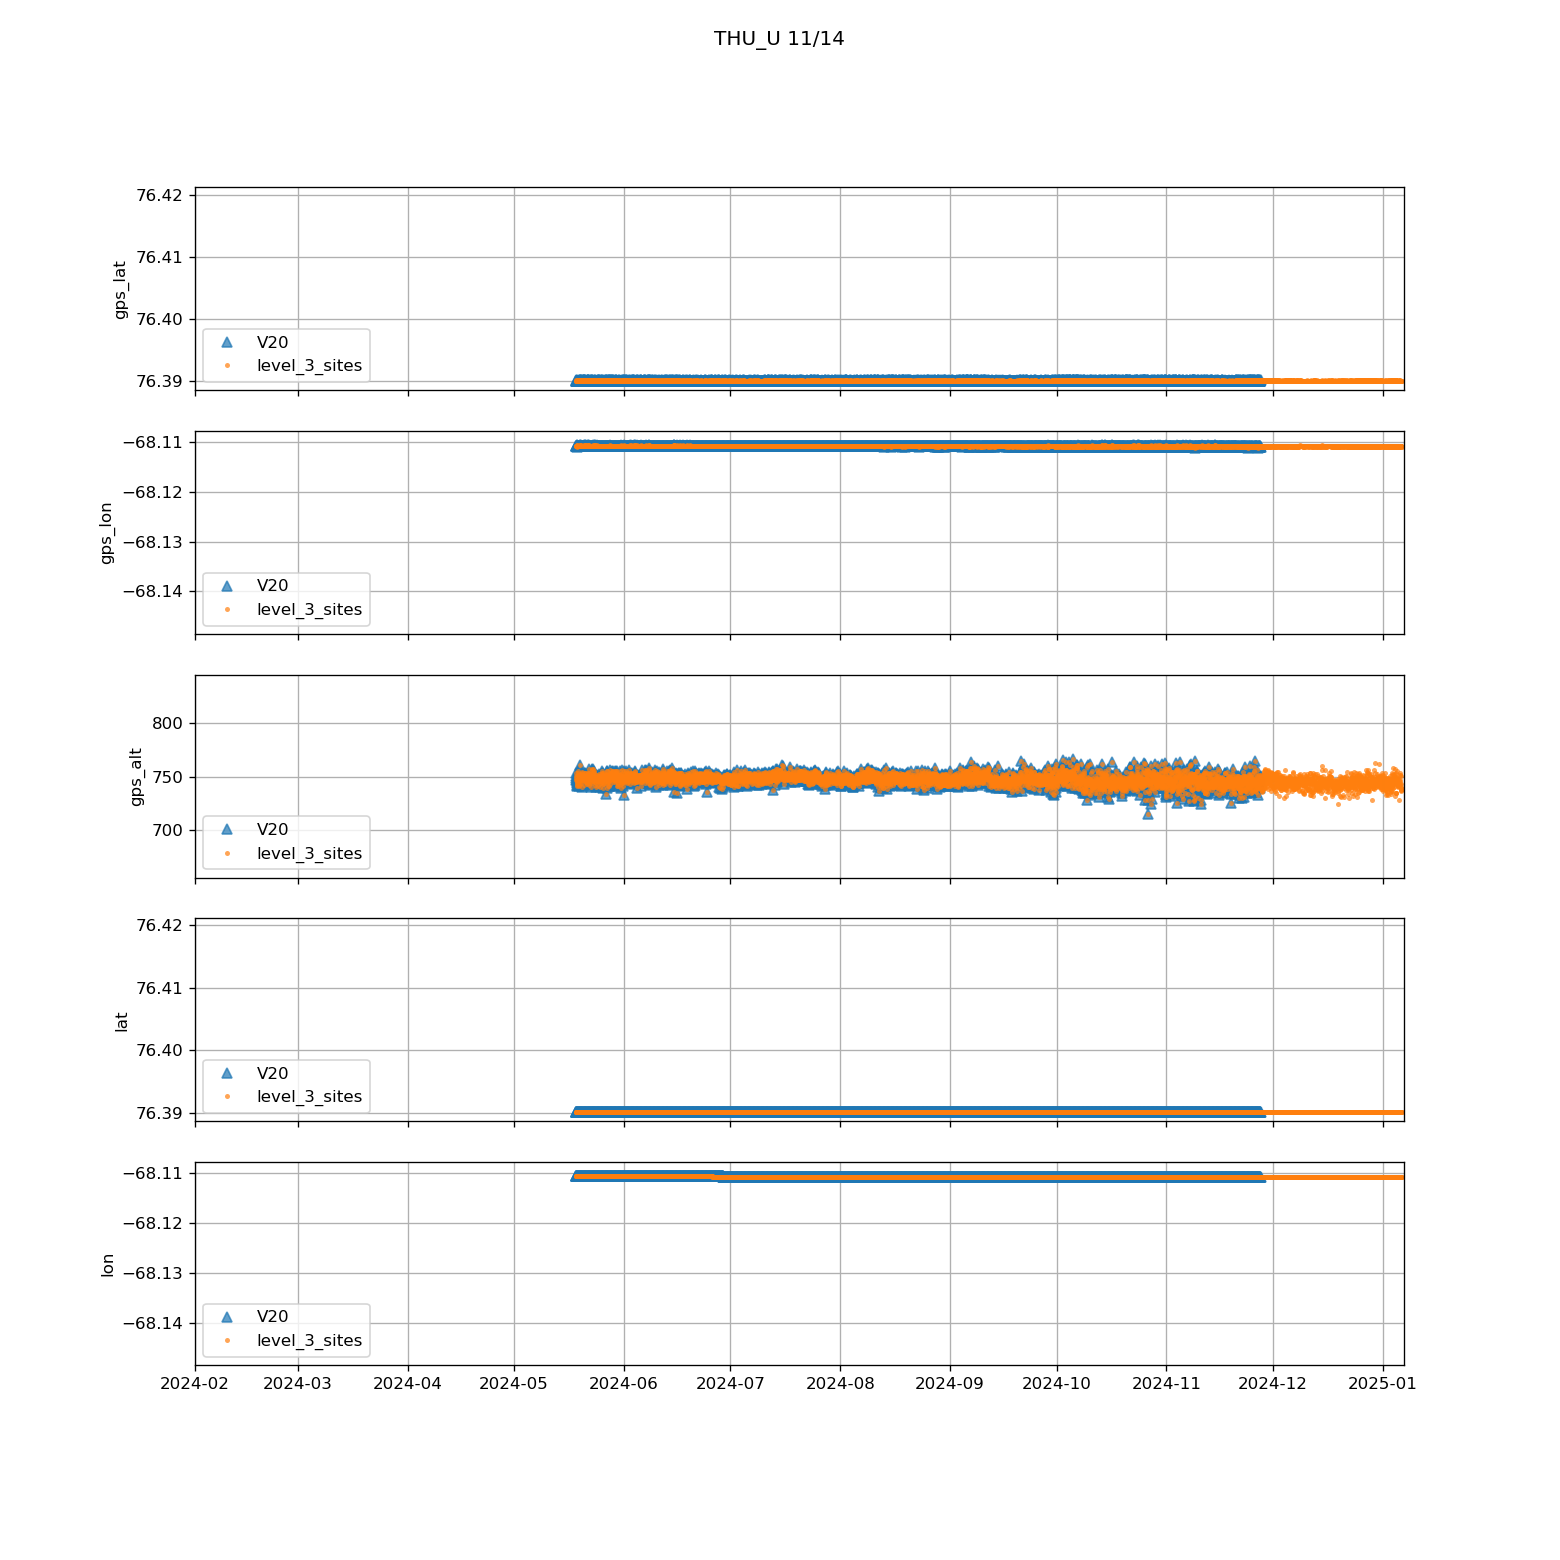 THU_U 11/14
76.42
76.41
76.40
76.39
gps_lat
V20
level_3_sites
−68.11
−68.12
−68.13
−68.14
gps_lon
V20
level_3_sites
800
750
700
gps_alt
V20
level_3_sites
76.42
76.41
76.40
76.39
lat
V20
level_3_sites
−68.11
−68.12
−68.13
−68.14
lon
V20
level_3_sites
2024-02 2024-03 2024-04 2024-05 2024-06 2024-07 2024-08 2024-09 2024-10 2024-11 2024-12 2025-01